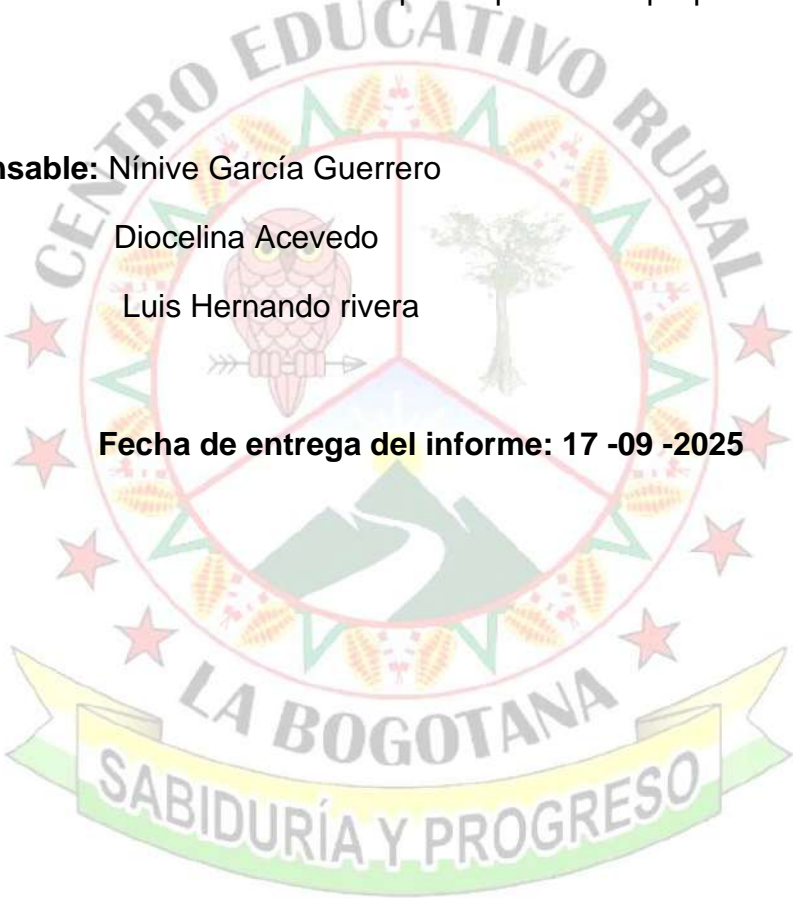 CENTRO EDUCATIVO RURAL
nsable: Nínive García Guerrero
Diocelina Acevedo
Luis Hernando rivera
Fecha de entrega del informe: 17 -09 -2025
LA BOGOTANA
SABIDURÍA Y PROGRESO